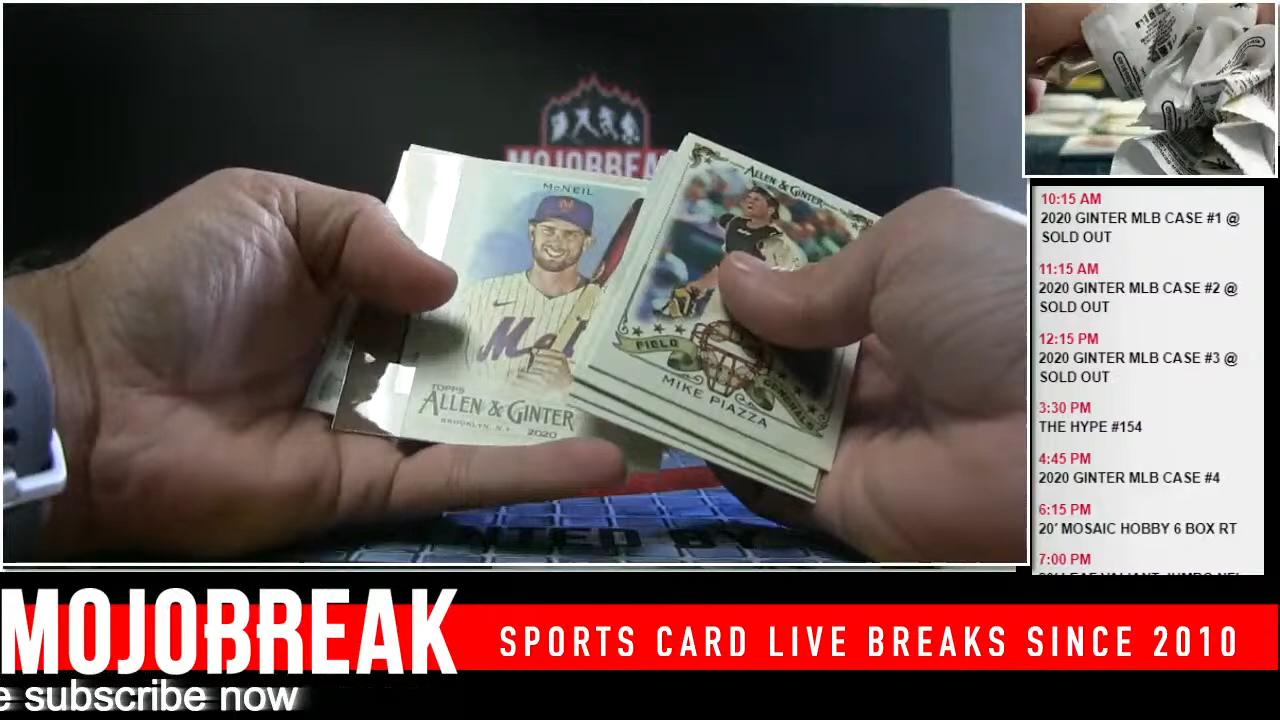 MOJOBREA
McNEIL
M
Met
TOPPS
ALLEN & GINTER
BROOKLYN, N.Y.
2020
ALLEN & GINTER
FIELD
GENERALS
MIKE PIAZZA
10:15 AM
2020 GINTER MLB CASE #1 @
SOLD OUT
11:15 AM
2020 GINTER MLB CASE #2 @
SOLD OUT
12:15 PM
2020 GINTER MLB CASE #3 @
SOLD OUT
3:30 PM
THE HYPE #154
4:45 PM
2020 GINTER MLB CASE #4
6:15 PM
20' MOSAIC HOBBY 6 BOX RT
7:00 PM
MOJOBREAK
SPORTS CARD LIVE BREAKS SINCE 2010
e subscribe now